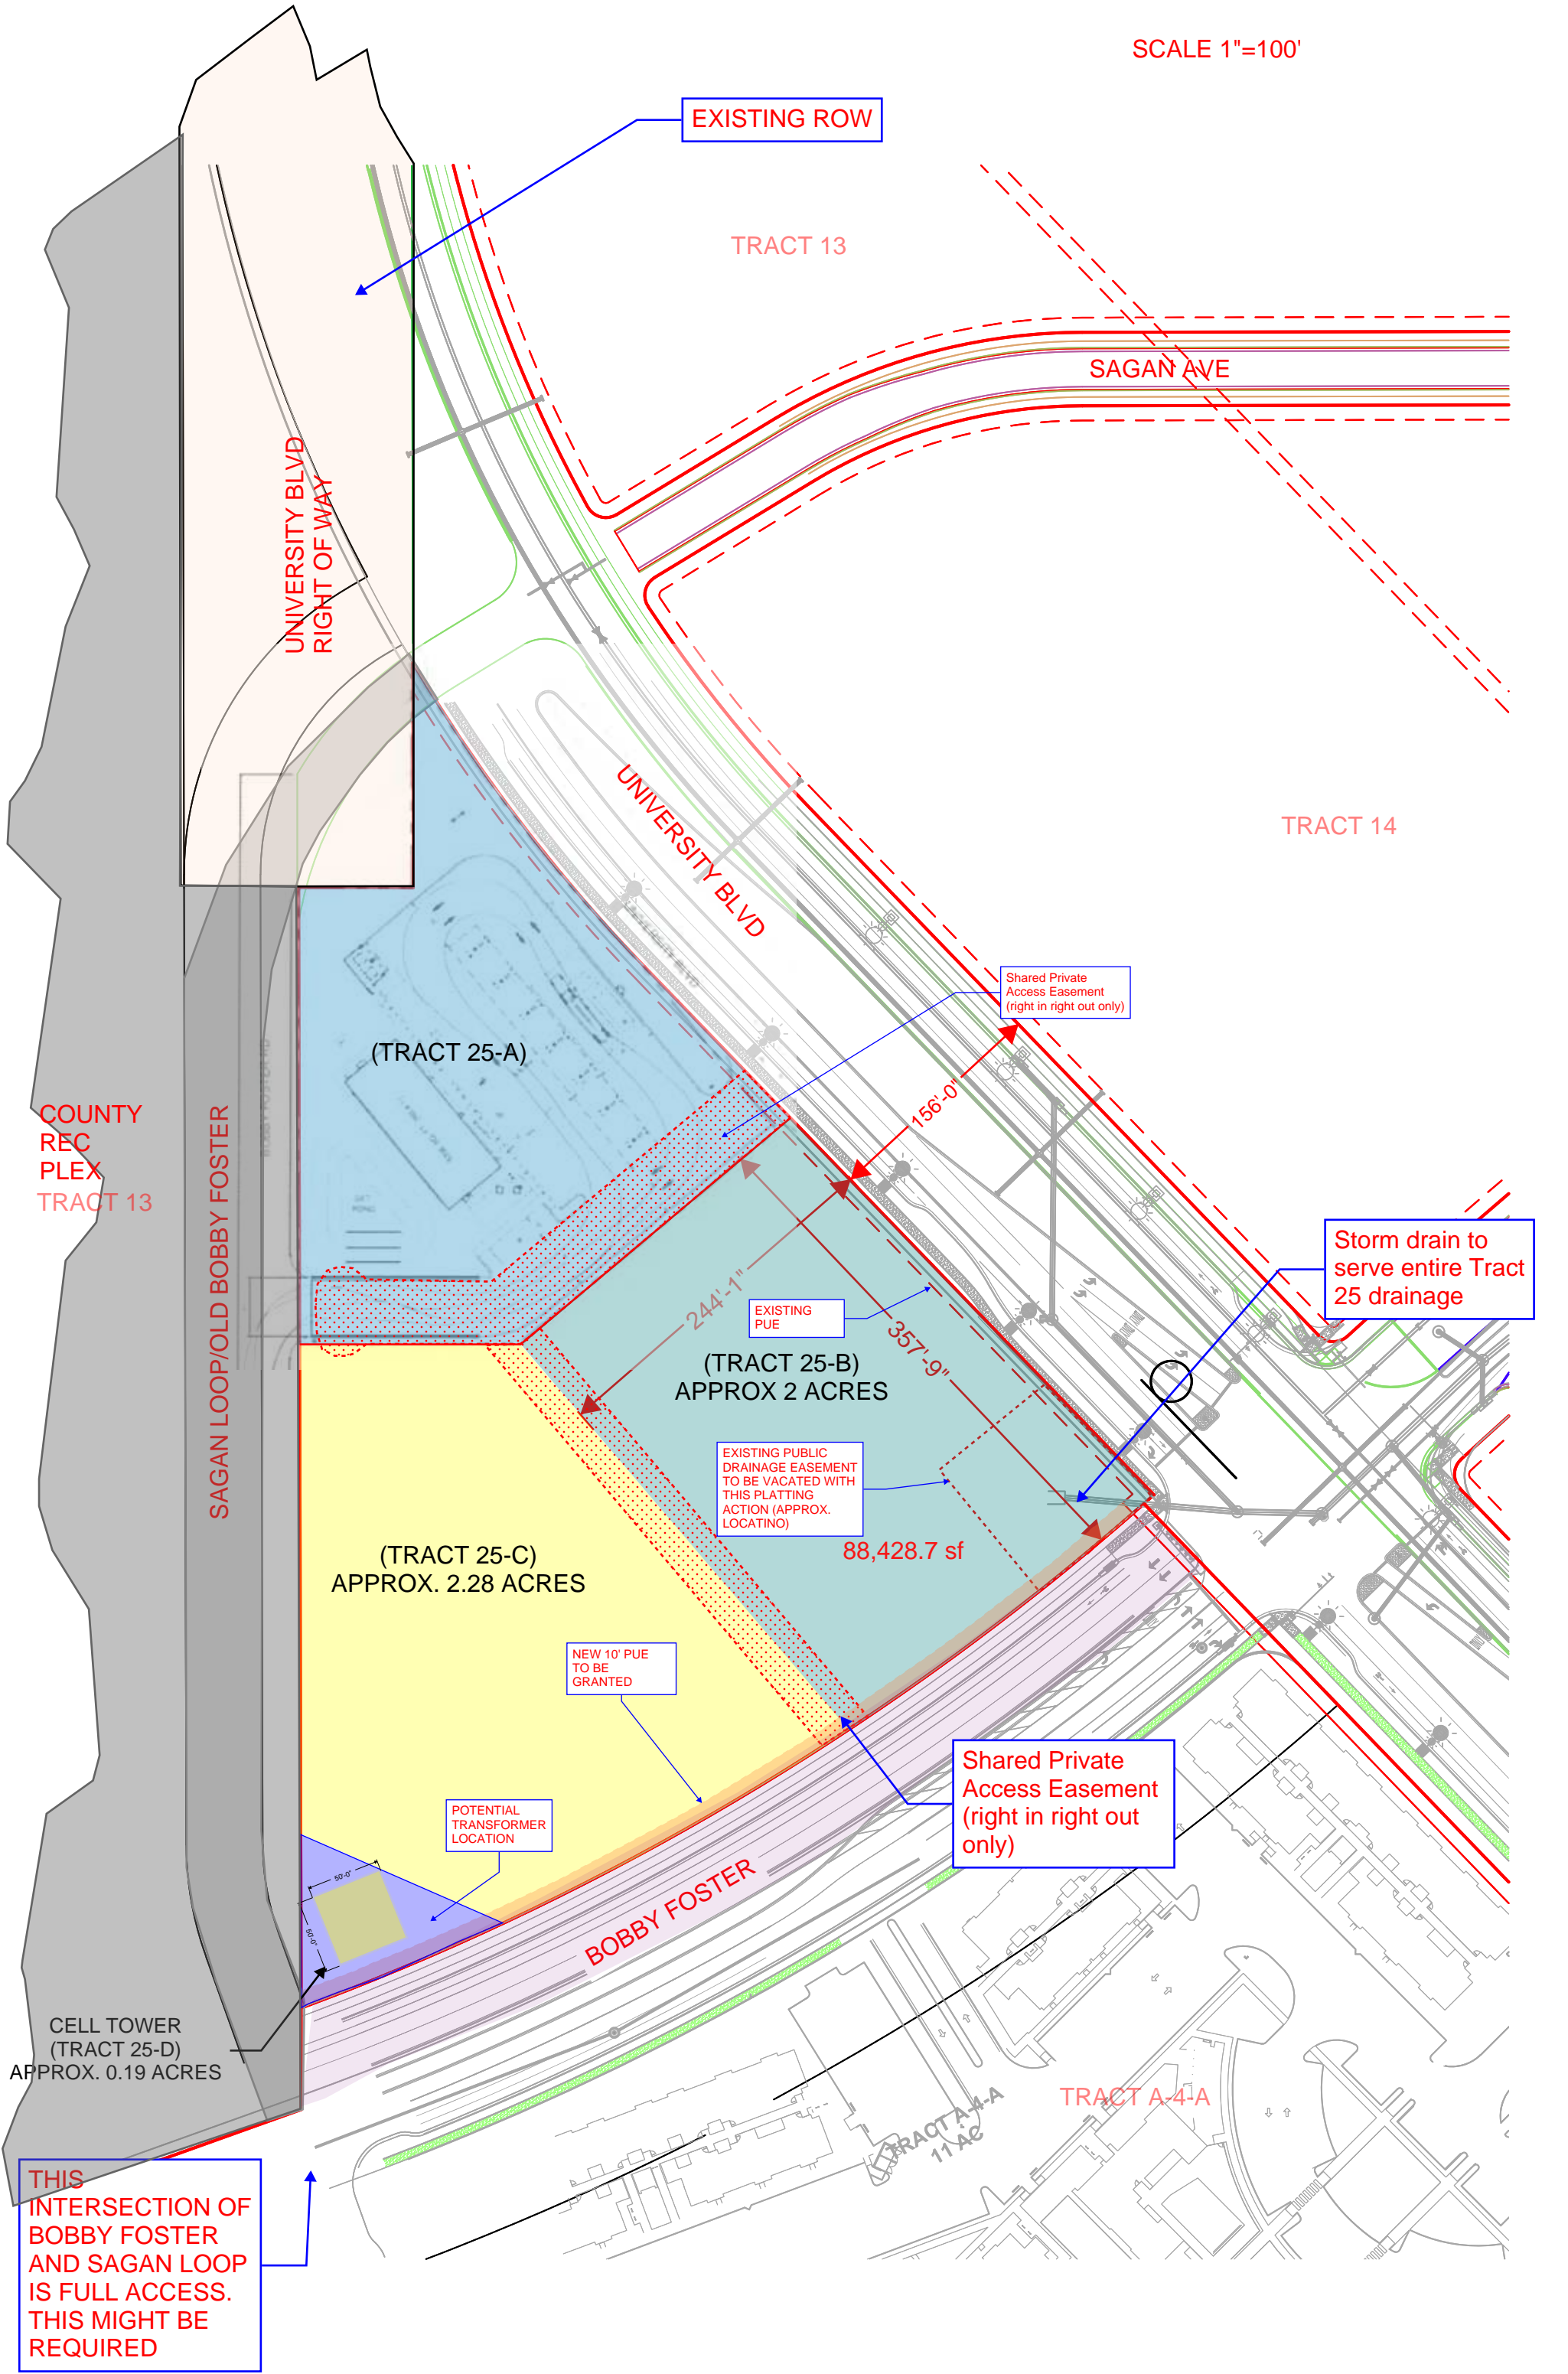 SCALE 1"=100'
EXISTING ROW
TRACT 13
SAGAN AVE
UNIVERSITY BLVD
RIGHT OF WAY
TRACT 14
UNIVERSITY BLVD
UNIVERSITY BLVD
Shared Private
Access Easement
(right in right out only)
(TRACT 25-A)
156'-0"
COUNTY
REC
PLEX
TRACT 13
SAGAN LOOP/OLD BOBBY FOSTER
Storm drain to
serve entire Tract
25 drainage
244'-1"
EXISTING
PUE
357'-9"
(TRACT 25-B)
APPROX 2 ACRES
EXISTING PUBLIC
DRAINAGE EASEMENT
TO BE VACATED WITH
THIS PLATTING
ACTION (APPROX.
LOCATINO)
88,428.7 sf
(TRACT 25-C)
APPROX. 2.28 ACRES
NEW 10' PUE
TO BE
GRANTED
Shared Private
Access Easement
(right in right out
only)
POTENTIAL
TRANSFORMER
LOCATION
50'-0"
50'-0"
BOBBY FOSTER
CELL TOWER
(TRACT 25-D)
APPROX. 0.19 ACRES
TRACT A-4-A
TRACT A-4-A
11 AC
THIS
INTERSECTION OF
BOBBY FOSTER
AND SAGAN LOOP
IS FULL ACCESS.
THIS MIGHT BE
REQUIRED